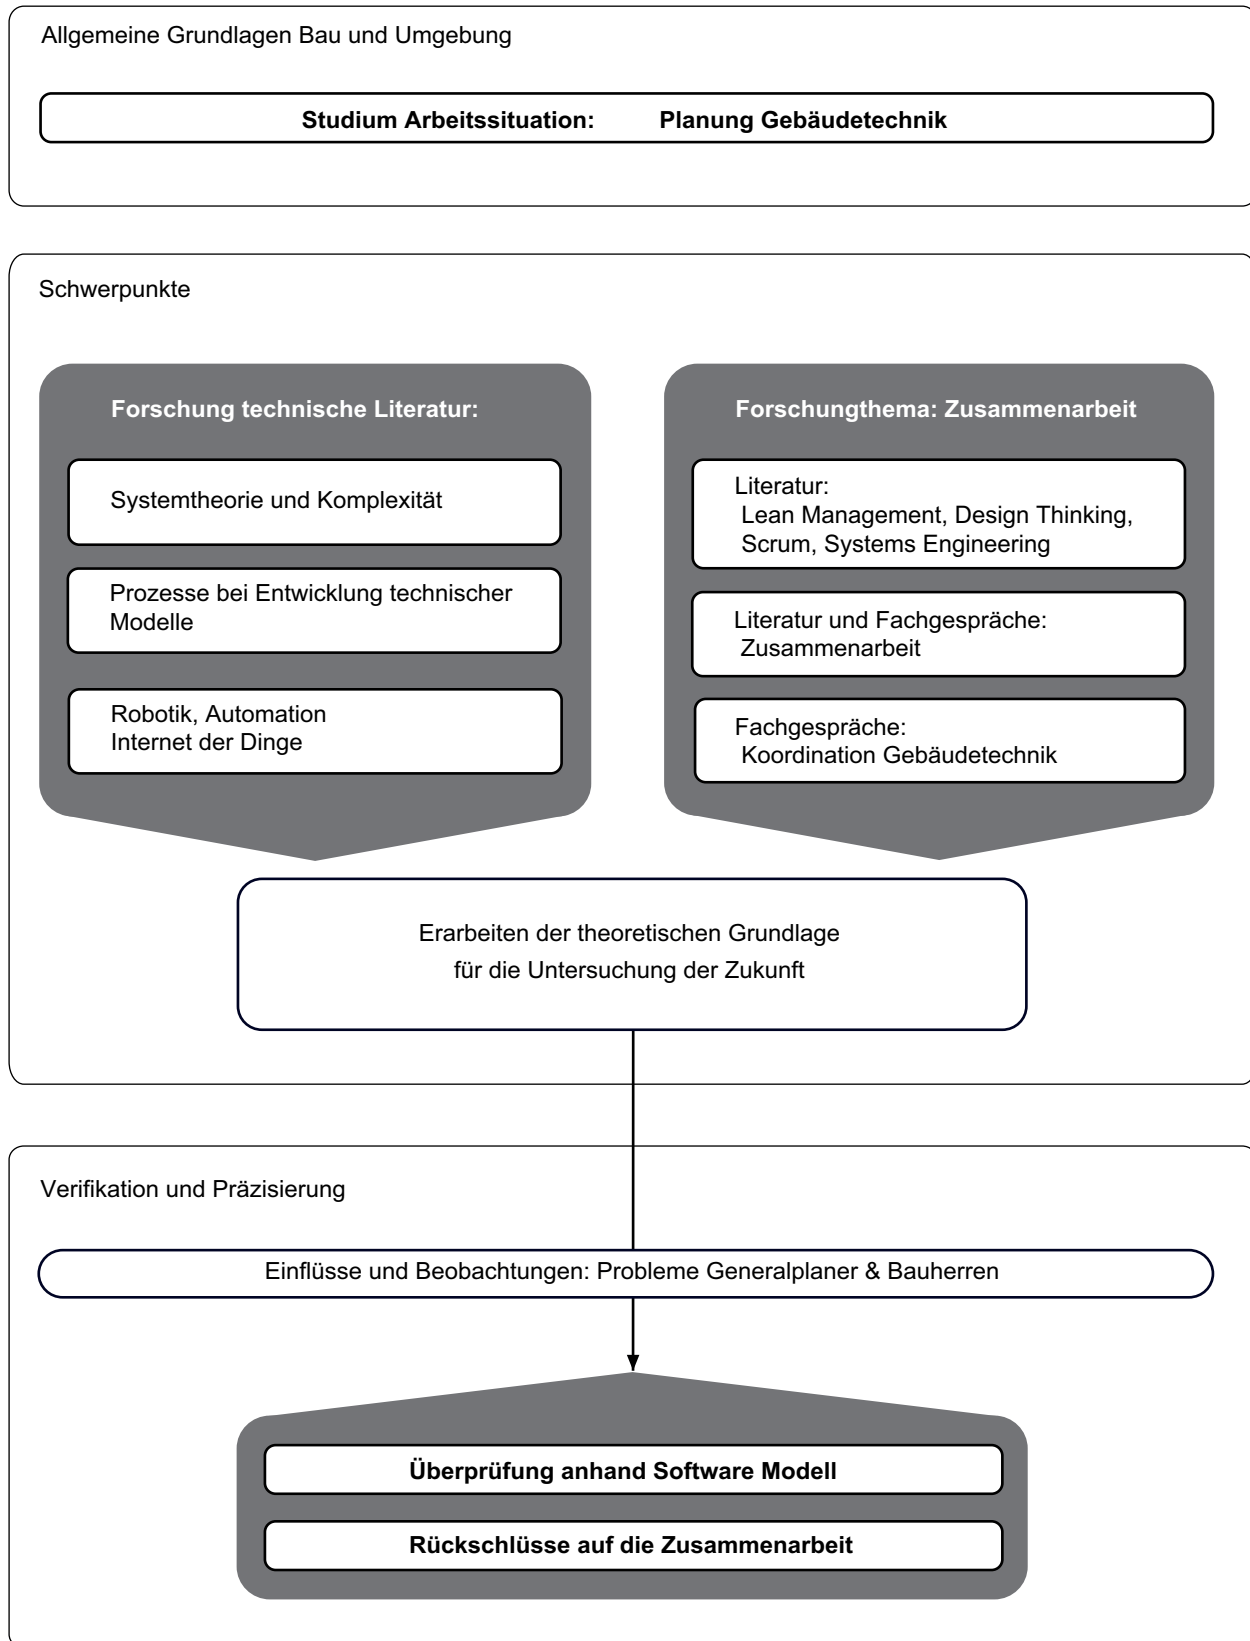 Allgemeine Grundlagen Bau und Umgebung
Studium Arbeitssituation: Planung Gebäudetechnik
Schwerpunkte
Forschung technische Literatur:
Systemtheorie und Komplexität
Prozesse bei Entwicklung technischer
Modelle
Robotik, Automation
Internet der Dinge
Forschungthema: Zusammenarbeit
Literatur:
Lean Management, Design Thinking,
Scrum, Systems Engineering
Literatur und Fachgespräche:
Zusammenarbeit
Fachgespräche:
Koordination Gebäudetechnik
Erarbeiten der theoretischen Grundlage
für die Untersuchung der Zukunft
Verifikation und Präzisierung
Einflüsse und Beobachtungen: Probleme Generalplaner & Bauherren
Überprüfung anhand Software Modell
Rückschlüsse auf die Zusammenarbeit